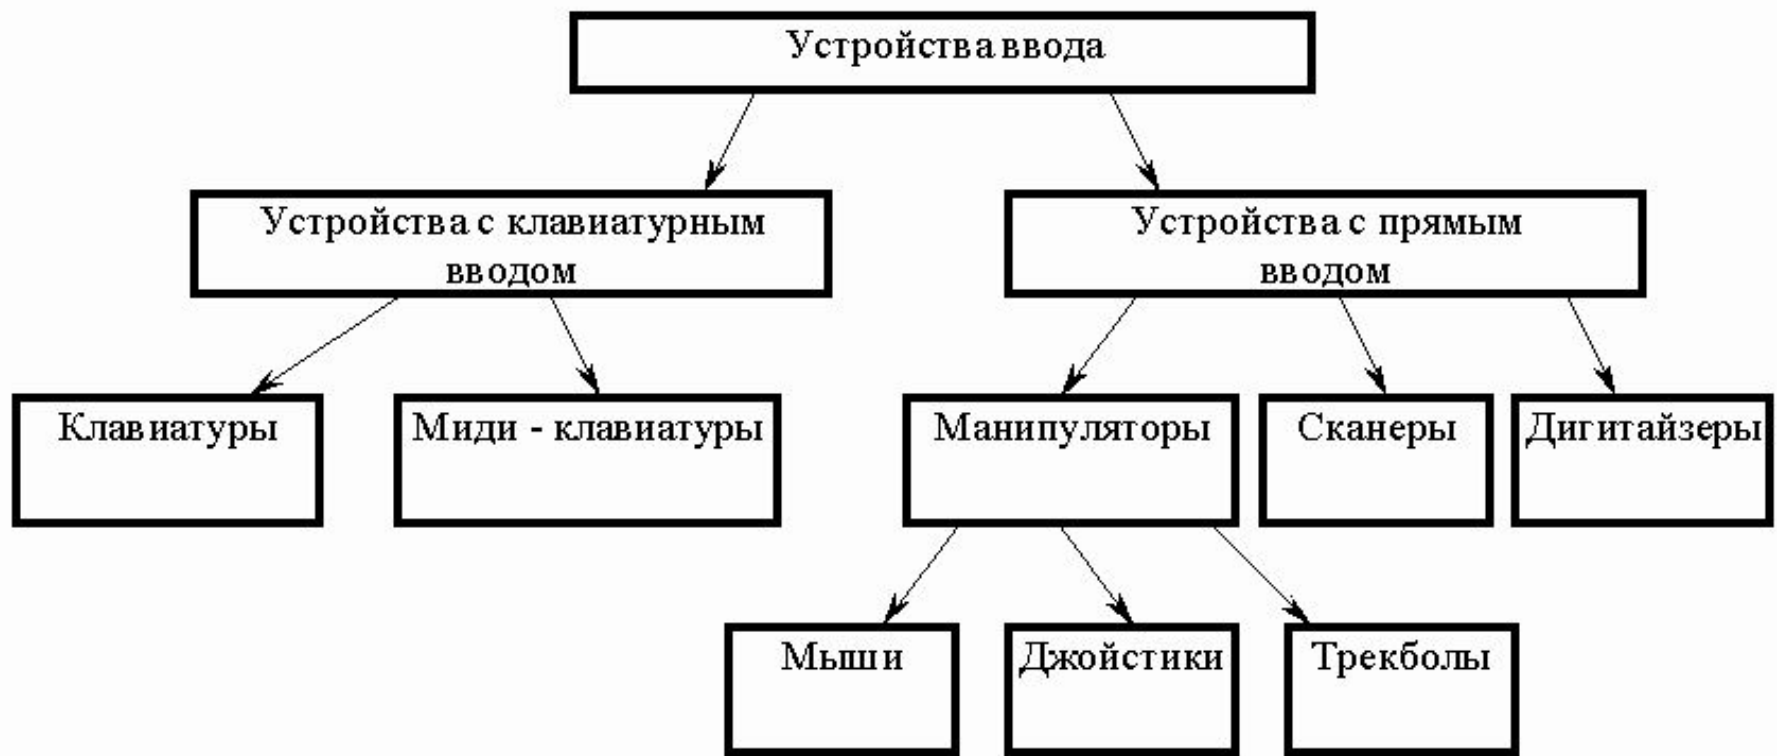 Устройства ввода
Устройства с клавиатурным
вводом
Устройства с прямым
вводом
Клавиатуры
Миди - клавиатуры
Манипуляторы
Сканеры
Дигитайзеры
Мыши
Джойстики
Трекболы